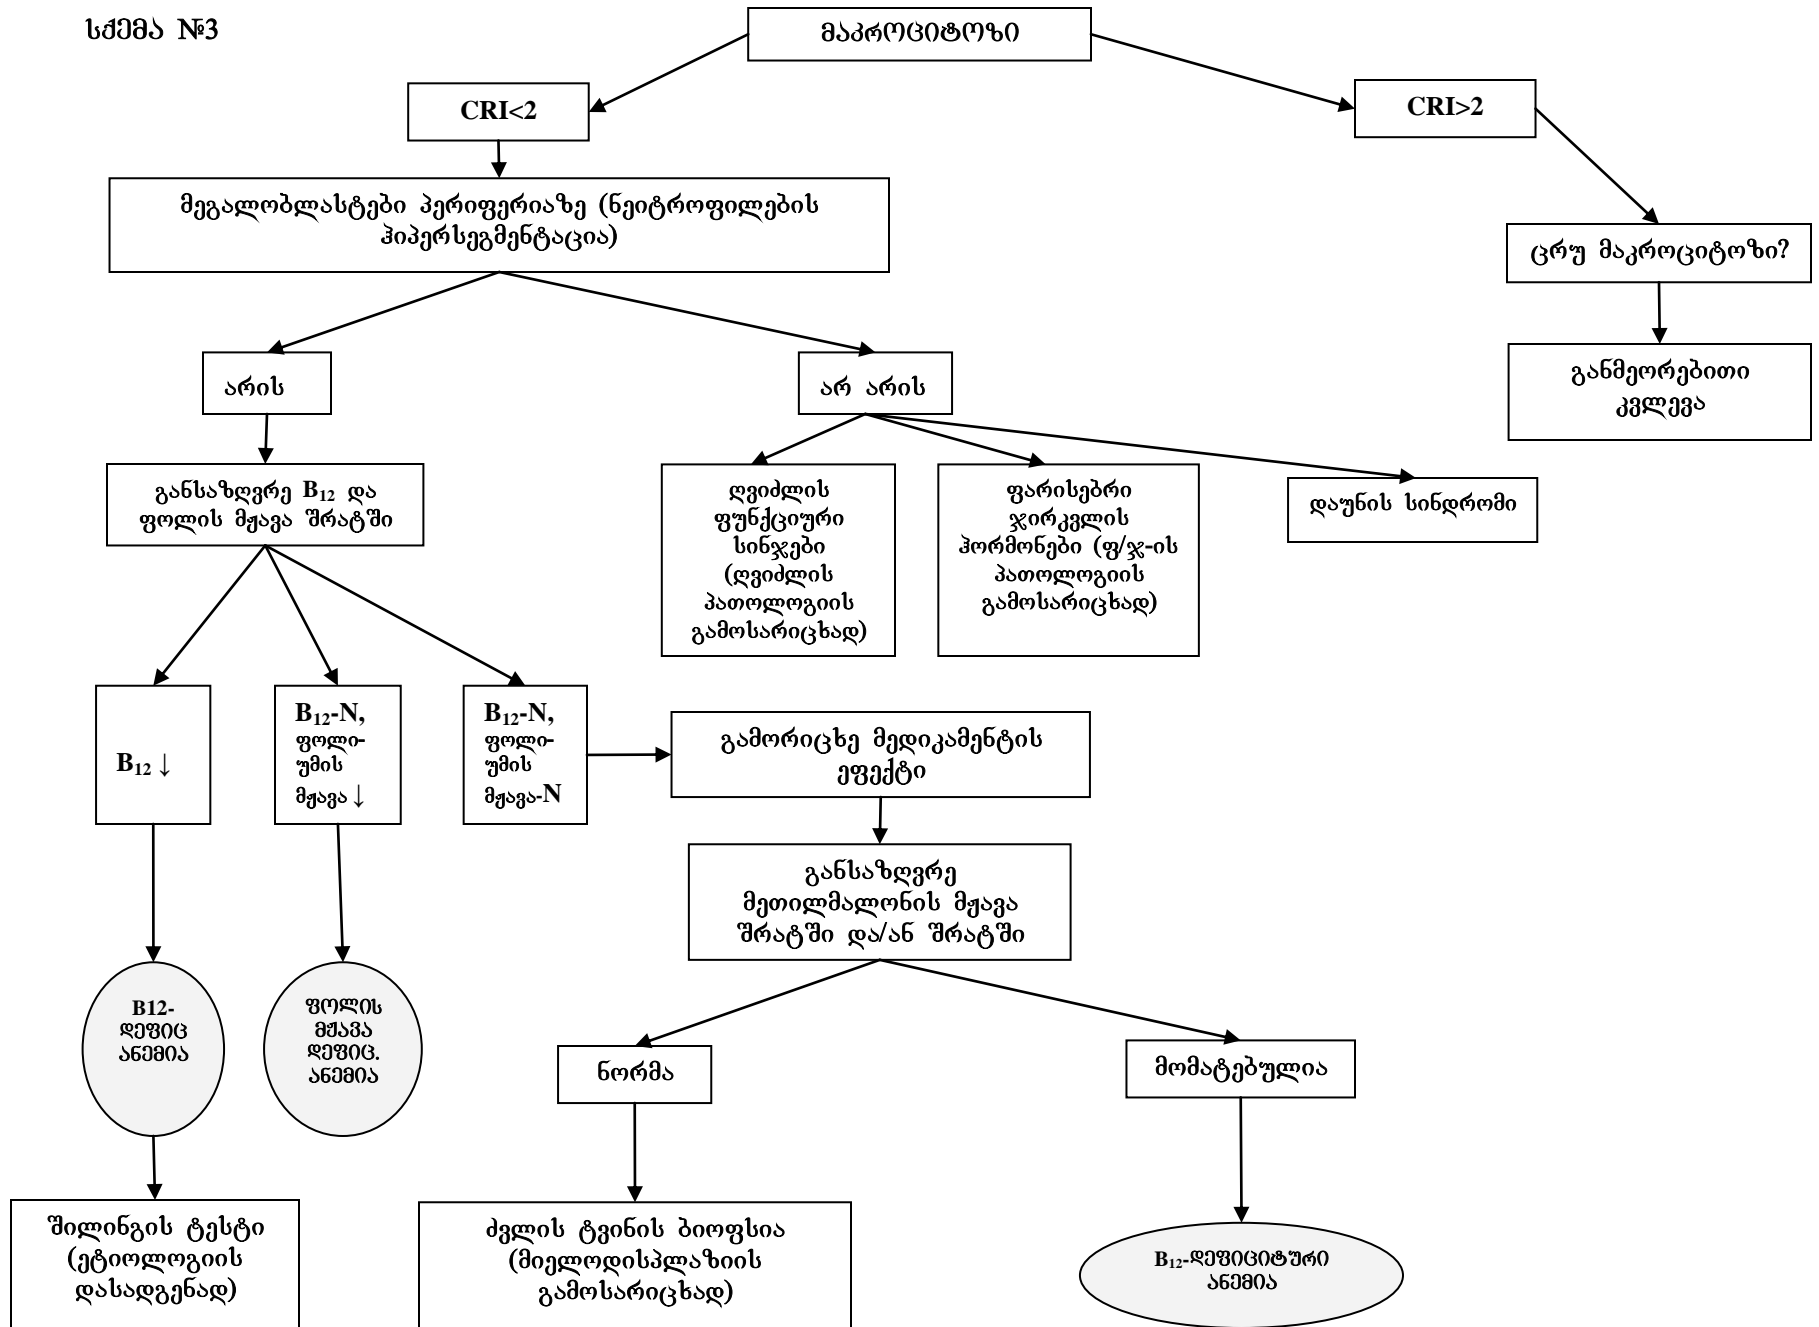 სქემა №3
მაკროციტოზი
CRI<2
CRI>2
მეგალობლასტები პერიფერიაზე (ნეიტროფილების
ჰიპერსეგმენტაცია)
ცრუ მაკროციტოზი?
განმეორებითი
კვლევა
არის
არ არის
განსაზღვრე B₁₂ და
ფოლის მჟავა შრატში
ღვიძლის
ფუნქციური
სინჯები
(ღვიძლის
პათოლოგიის
გამოსარიცხად)
ფარისებრი
ჯირკვლის
ჰორმონები (ფ/ჯ-ის
პათოლოგიის
გამოსარიცხად)
დაუნის სინდრომი
B₁₂ ↓
B₁₂-N,
ფოლი-
უმის
მჟავა ↓
B₁₂-N,
ფოლი-
უმის
მჟავა-N
გამორიცხე მედიკამენტის
ეფექტი
განსაზღვრე
მეთილმალონის მჟავა
შრატში და/ან შრატში
B12-
დეფიც
ანემია
ფოლის
მჟავა
დეფიც.
ანემია
ნორმა
მომატებულია
შილინგის ტესტი
(ეტიოლოგიის
დასადგენად)
ძვლის ტვინის ბიოფსია
(მიელოდისპლაზიის
გამოსარიცხად)
B₁₂-დეფიციტური
ანემია